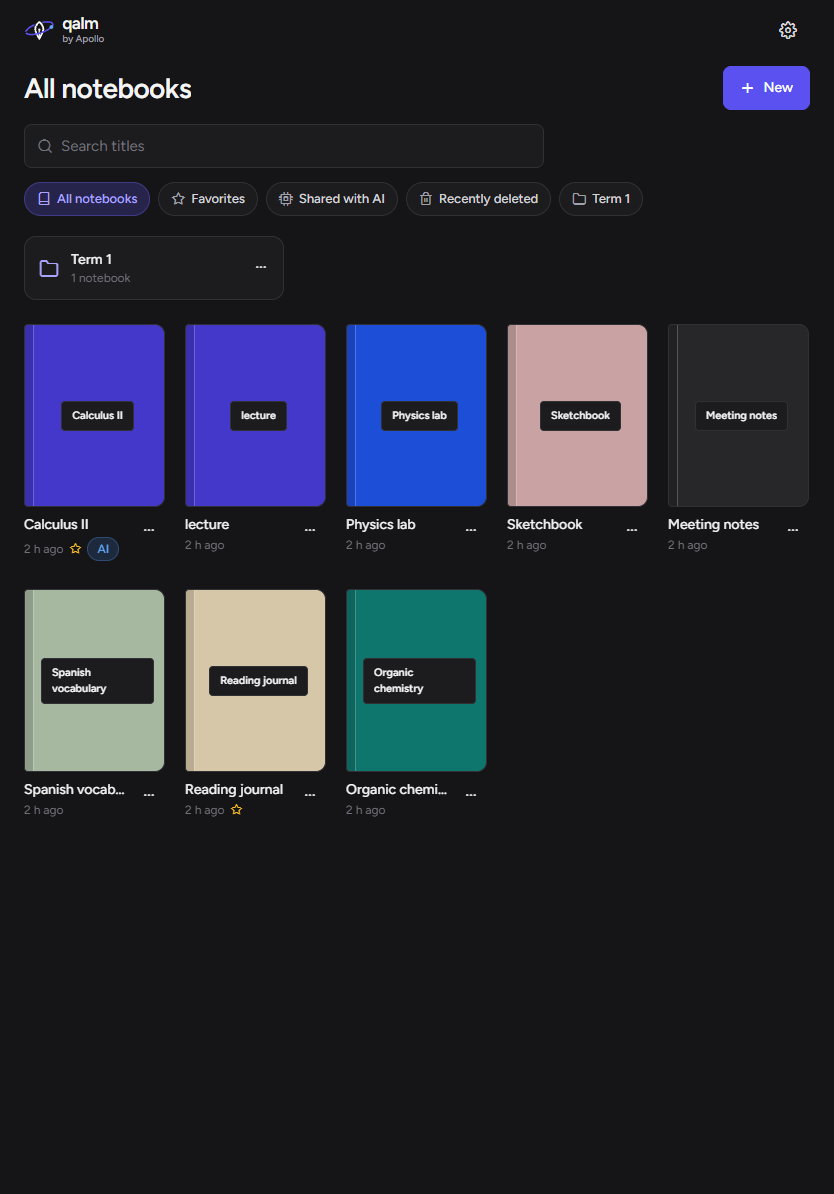 qalm
by Apollo
All notebooks
+ New
Search titles
All notebooks Favorites Shared with AI Recently deleted Term 1
Term 1
1 notebook
...
Calculus II lecture Physics lab Sketchbook Meeting notes
Calculus II ... lecture ... Physics lab ... Sketchbook ... Meeting notes ...
2 h ago AI 2 h ago 2 h ago 2 h ago 2 h ago
Spanish
vocabulary
Reading journal
Organic
chemistry
Spanish vocab... ... Reading journal ... Organic chemi... ...
2 h ago 2 h ago 2 h ago